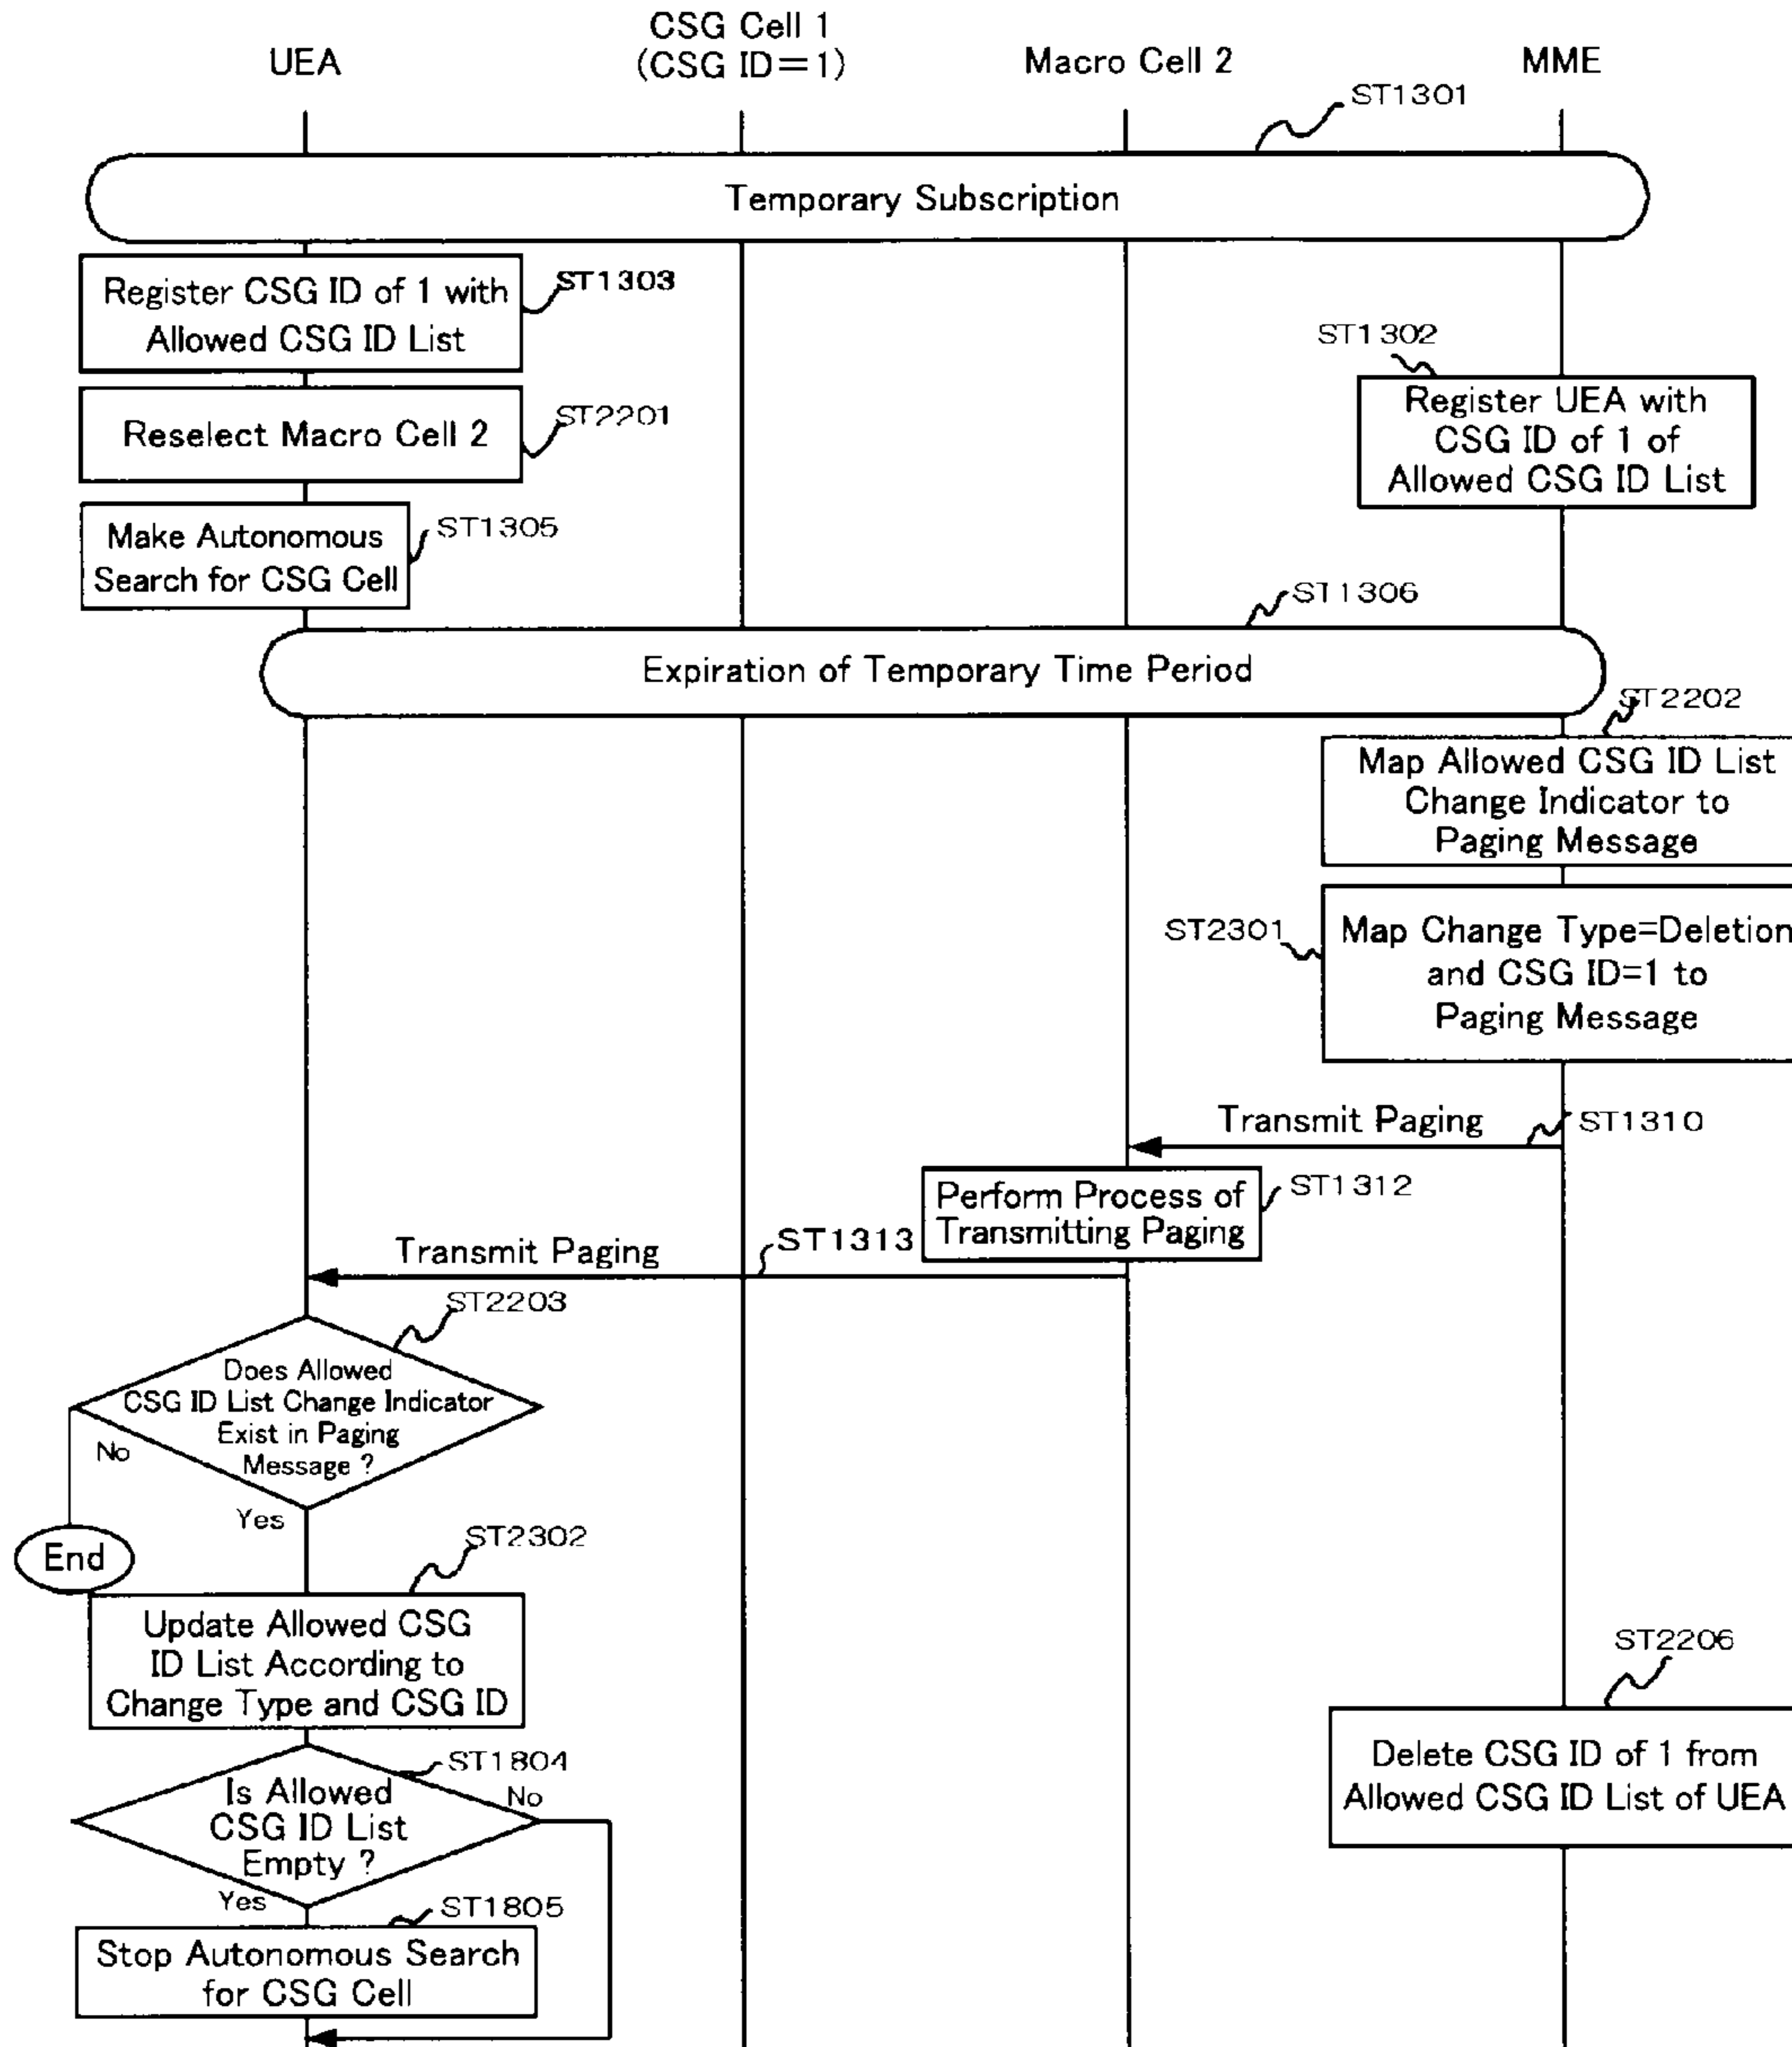 UEA
CSG Cell 1
(CSG ID=1)
Macro Cell 2
MME
ST1301
Temporary Subscription
Register CSG ID of 1 with
Allowed CSG ID List
ST1303
ST1302
Register UEA with
CSG ID of 1 of
Allowed CSG ID List
Reselect Macro Cell 2
ST2201
Make Autonomous
Search for CSG Cell
ST1305
ST1306
Expiration of Temporary Time Period
ST2202
Map Allowed CSG ID List
Change Indicator to
Paging Message
ST2301
Map Change Type=Deletion
and CSG ID=1 to
Paging Message
Transmit Paging
ST1310
Perform Process of
Transmitting Paging
ST1312
Transmit Paging
ST1313
ST2203
Does Allowed
CSG ID List Change Indicator
Exist in Paging
Message ?
No
Yes
End
ST2302
Update Allowed CSG
ID List According to
Change Type and CSG ID
ST2206
Delete CSG ID of 1 from
Allowed CSG ID List of UEA
ST1804
Is Allowed
CSG ID List
Empty ?
No
Yes
ST1805
Stop Autonomous Search
for CSG Cell